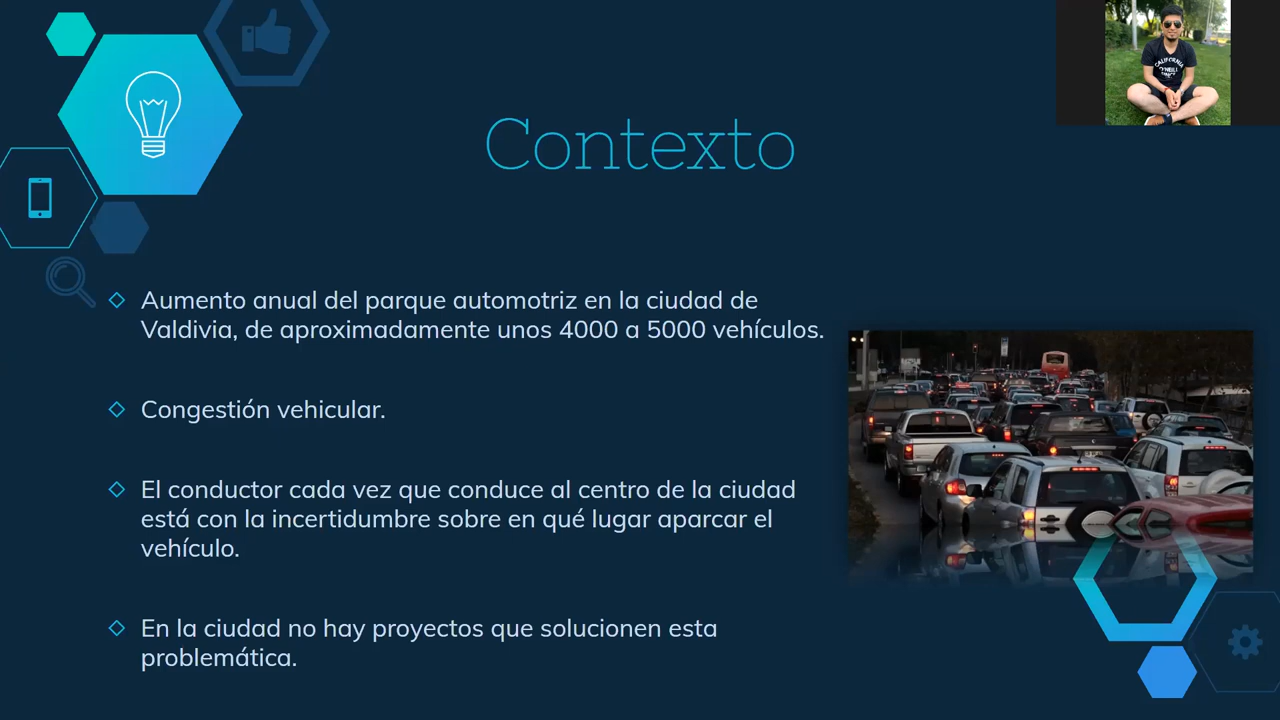 Contexto
Aumento anual del parque automotriz en la ciudad de
Valdivia, de aproximadamente unos 4000 a 5000 vehículos.
Congestión vehicular.
El conductor cada vez que conduce al centro de la ciudad
está con la incertidumbre sobre en qué lugar aparcar el
vehículo.
En la ciudad no hay proyectos que solucionen esta
problemática.
CALIFORNIA
O'NEILL